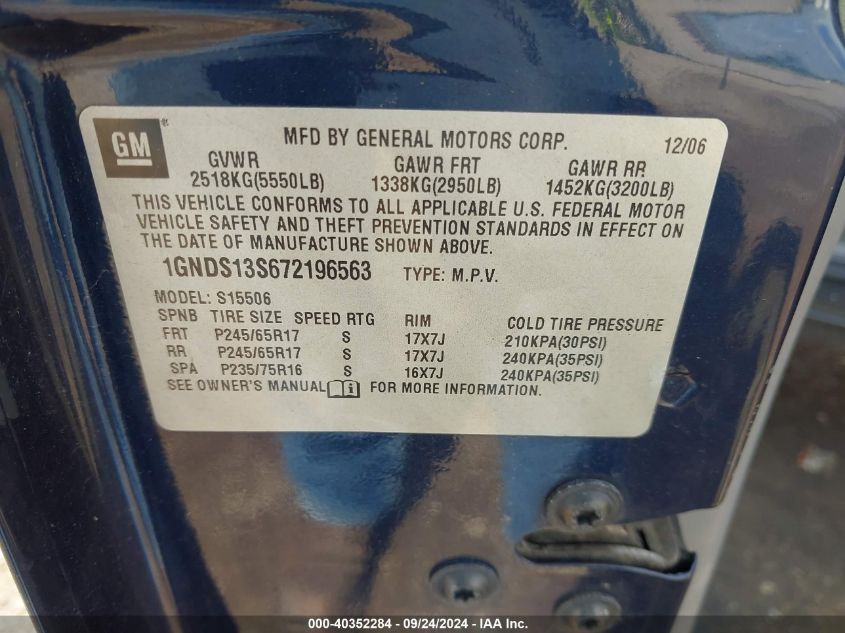 GM ®
MFD BY GENERAL MOTORS CORP. 12/06
GVWR GAWR FRT GAWR RR
2518KG(5550LB) 1338KG(2950LB) 1452KG(3200LB)
THIS VEHICLE CONFORMS TO ALL APPLICABLE U.S. FEDERAL MOTOR
VEHICLE SAFETY AND THEFT PREVENTION STANDARDS IN EFFECT ON
THE DATE OF MANUFACTURE SHOWN ABOVE.
1GNDS13S672196563 TYPE: M.P.V.
MODEL: S15506
SPNB TIRE SIZE SPEED RTG RIM COLD TIRE PRESSURE
FRT P245/65R17 S 17X7J 210KPA(30PSI)
RR P245/65R17 S 17X7J 240KPA(35PSI)
SPA P235/75R16 S 16X7J 240KPA(35PSI)
SEE OWNER'S MANUAL i FOR MORE INFORMATION.
000-40352284 - 09/24/2024 - IAA Inc.